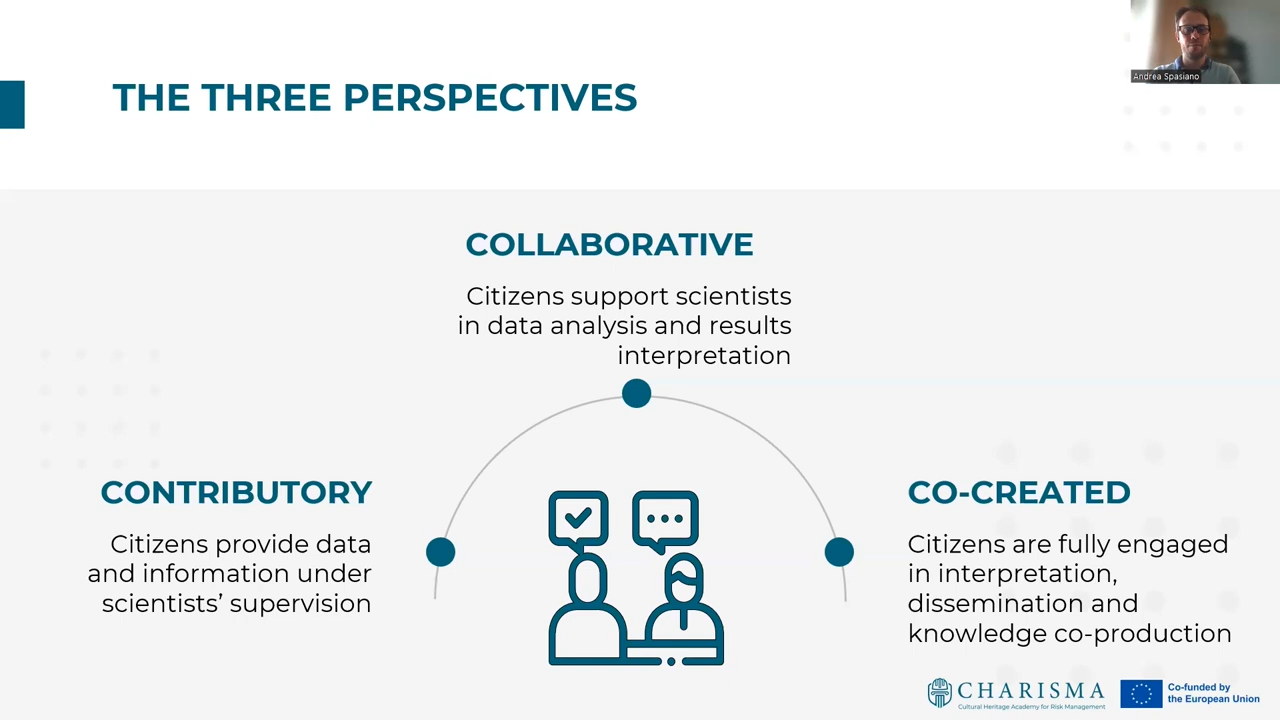 THE THREE PERSPECTIVES
Andrea Spasiano
COLLABORATIVE
Citizens support scientists
in data analysis and results
interpretation
CONTRIBUTORY
Citizens provide data
and information under
scientists’ supervision
CO-CREATED
Citizens are fully engaged
in interpretation,
dissemination and
knowledge co-production
CHARISMA
Cultural Heritage Academy for Risk Management
Co-funded by
the European Union